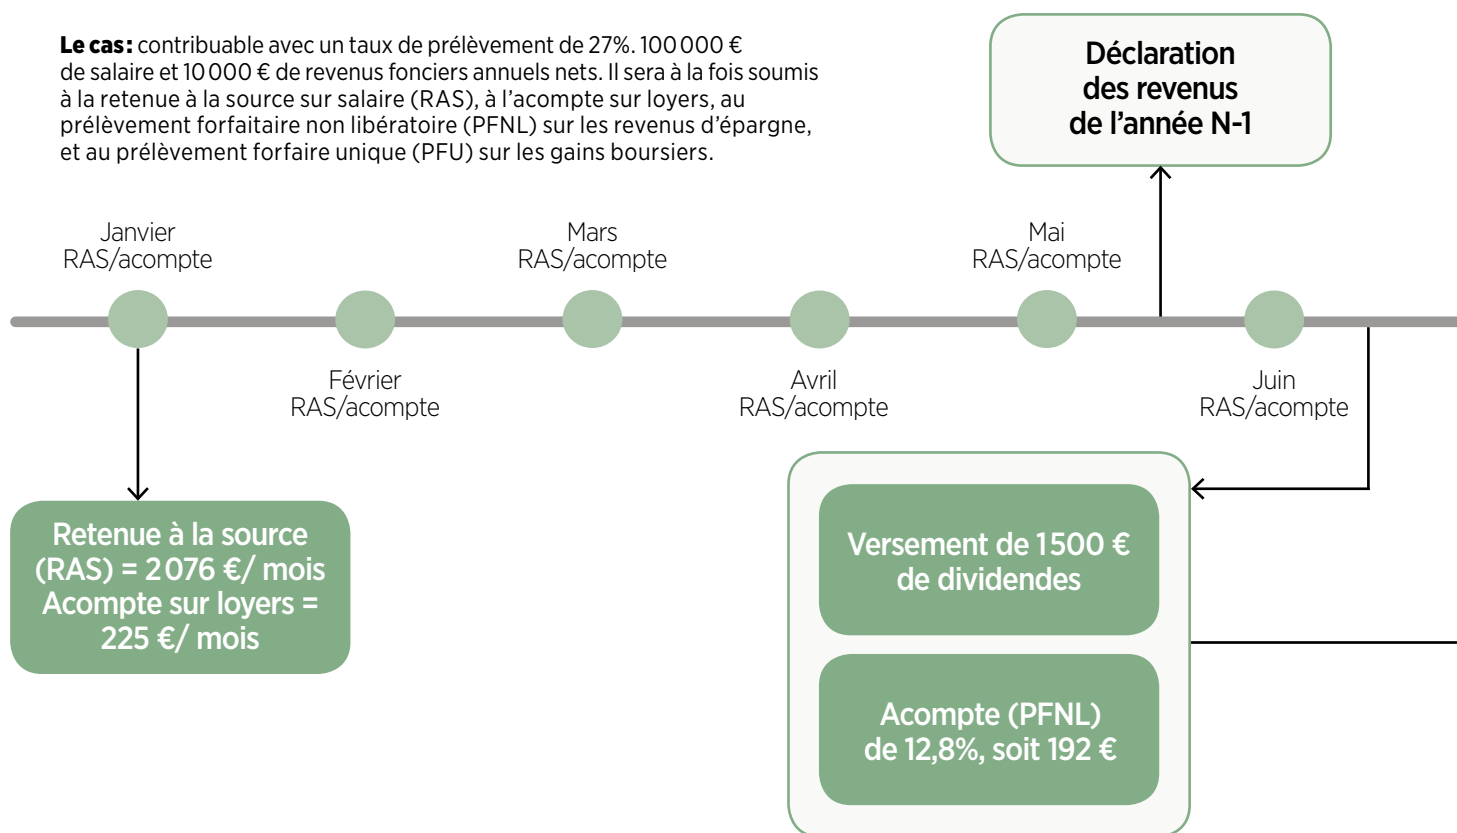 Le cas : contribuable avec un taux de prélèvement de 27%. 100 000 €
de salaire et 10 000 € de revenus fonciers annuels nets. Il sera à la fois soumis
à la retenue à la source sur salaire (RAS), à l’acompte sur loyers, au
prélèvement forfaitaire non libératoire (PFNL) sur les revenus d’épargne,
et au prélèvement forfaire unique (PFU) sur les gains boursiers.
Déclaration
des revenus
de l’année N-1
Janvier
RAS/acompte
Mars
RAS/acompte
Mai
RAS/acompte
Février
RAS/acompte
Avril
RAS/acompte
Juin
RAS/acompte
Retenue à la source
(RAS) = 2 076 €/ mois
Acompte sur loyers =
225 €/ mois
Versement de 1 500 €
de dividendes
Acompte (PFNL)
de 12,8%, soit 192 €